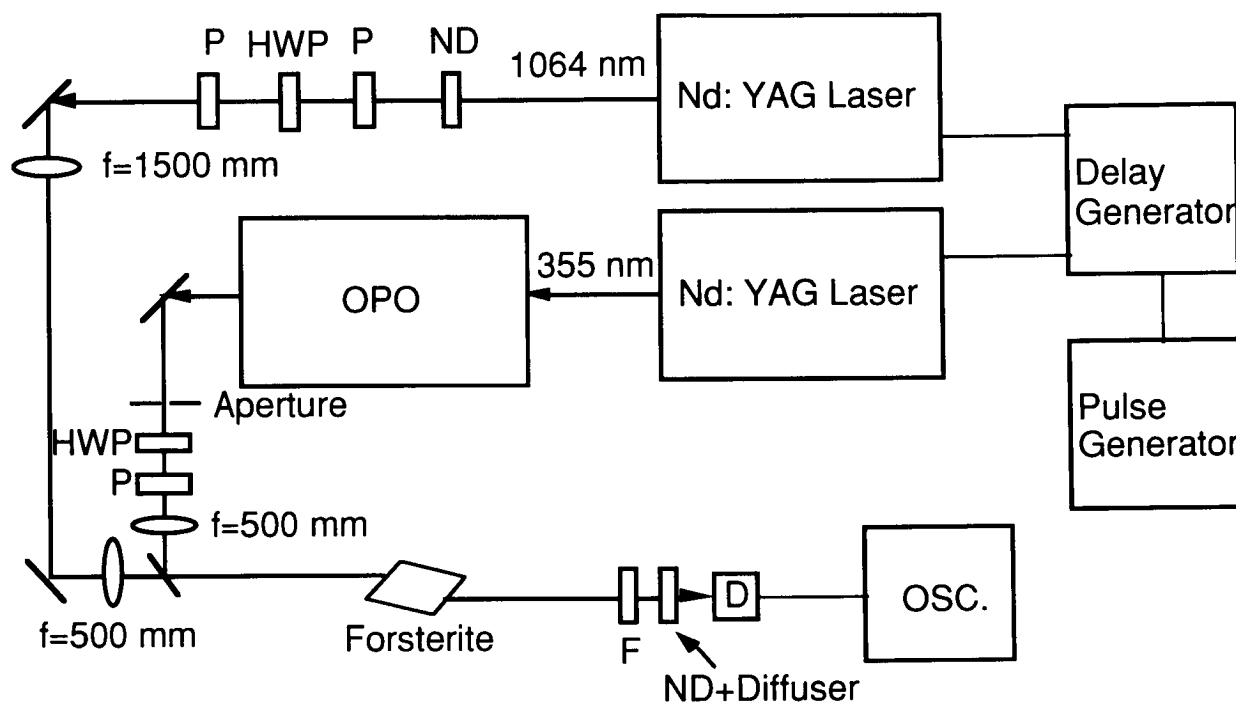 P HWP P ND
1064 nm
Nd: YAG Laser
f=1500 mm
Delay
Generator
355 nm
OPO
Nd: YAG Laser
Aperture
HWP
P
f=500 mm
Pulse
Generator
f=500 mm
Forsterite
F
D
OSC.
ND+Diffuser